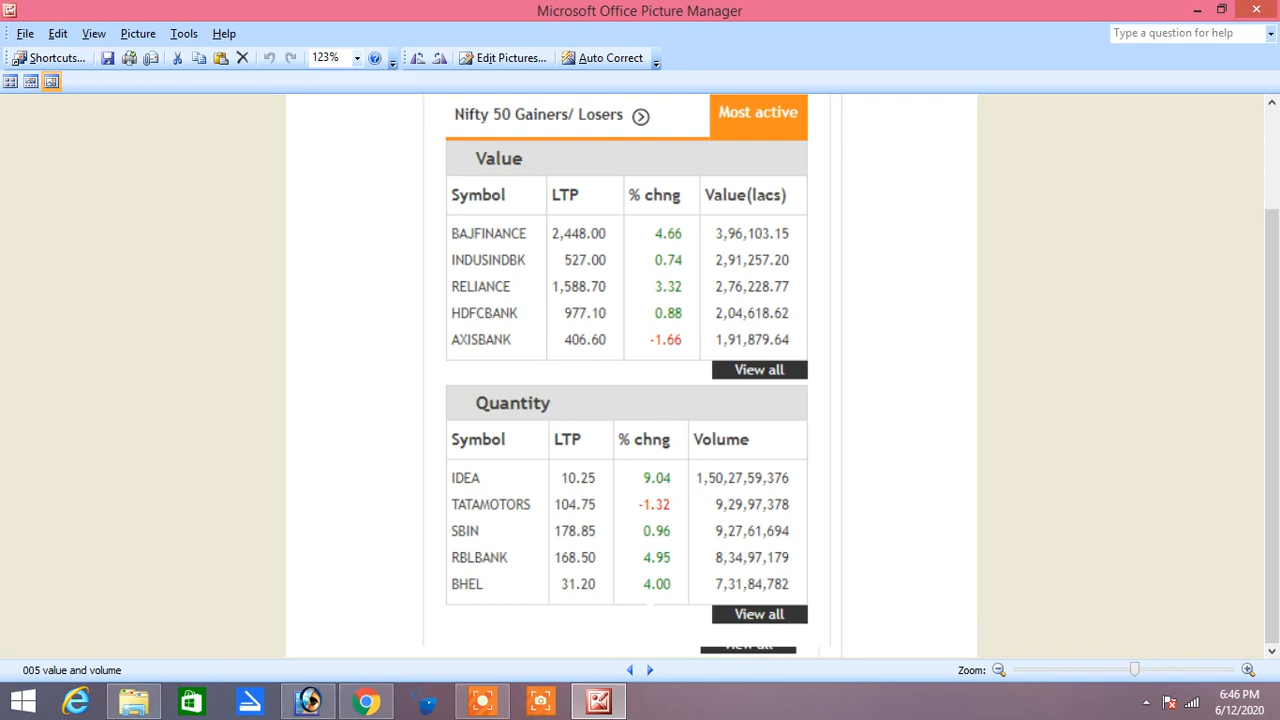 Microsoft Office Picture Manager
File Edit View Picture Tools Help
Type a question for help
Shortcuts... 123% Edit Pictures... Auto Correct
Nifty 50 Gainers/ Losers
Most active
Value
Symbol LTP % chng Value(lacs)
BAJFINANCE 2,448.00 4.66 3,96,103.15
INDUSINDBK 527.00 0.74 2,91,257.20
RELIANCE 1,588.70 3.32 2,76,228.77
HDFCBANK 977.10 0.88 2,04,618.62
AXISBANK 406.60 -1.66 1,91,879.64
View all
Quantity
Symbol LTP % chng Volume
IDEA 10.25 9.04 1,50,27,59,376
TATAMOTORS 104.75 -1.32 9,29,97,378
SBIN 178.85 0.96 9,27,61,694
RBLBANK 168.50 4.95 8,34,97,179
BHEL 31.20 4.00 7,31,84,782
View all
View all
005 value and volume
Zoom:
6:46 PM
6/12/2020